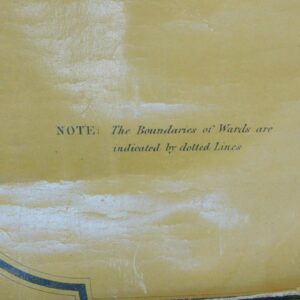 NOTE: The Boundaries of Wards are
indicated by dotted Lines